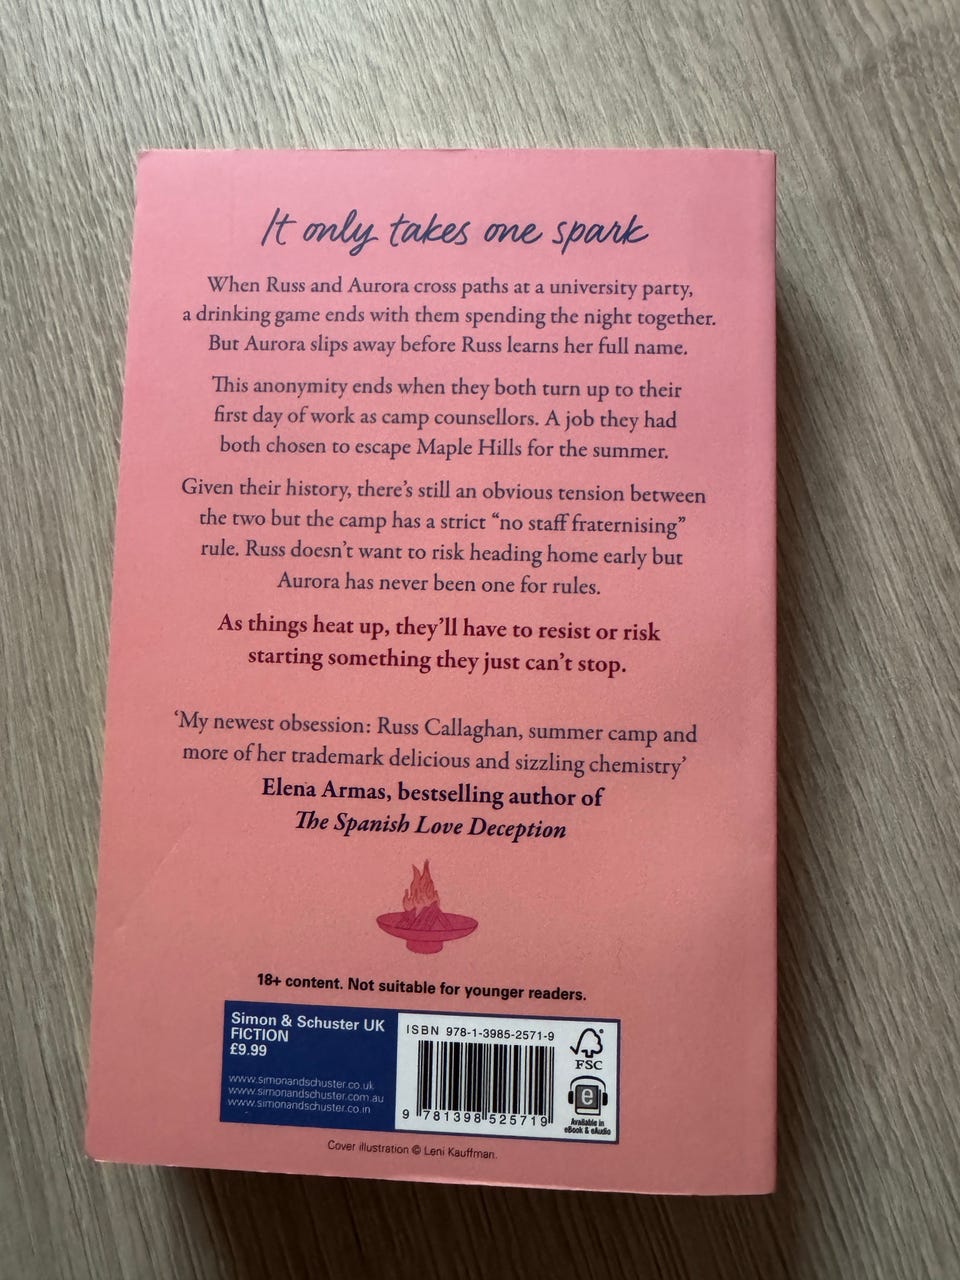 It only takes one spark
When Russ and Aurora cross paths at a university party,
a drinking game ends with them spending the night together.
But Aurora slips away before Russ learns her full name.
This anonymity ends when they both turn up to their
first day of work as camp counsellors. A job they had
both chosen to escape Maple Hills for the summer.
Given their history, there's still an obvious tension between
the two but the camp has a strict “no staff fraternising”
rule. Russ doesn't want to risk heading home early but
Aurora has never been one for rules.
As things heat up, they'll have to resist or risk
starting something they just can't stop.
‘My newest obsession: Russ Callaghan, summer camp and
more of her trademark delicious and sizzling chemistry’
Elena Armas, bestselling author of
The Spanish Love Deception
18+ content. Not suitable for younger readers.
Simon & Schuster UK
FICTION
£9.99
www.simonandschuster.co.uk
www.simonandschuster.com.au
www.simonandschuster.co.in
ISBN 978-1-3985-2571-9
9 781398 525719
FSC
e
Available in
eBook & eAudio
Cover illustration © Leni Kauffman.